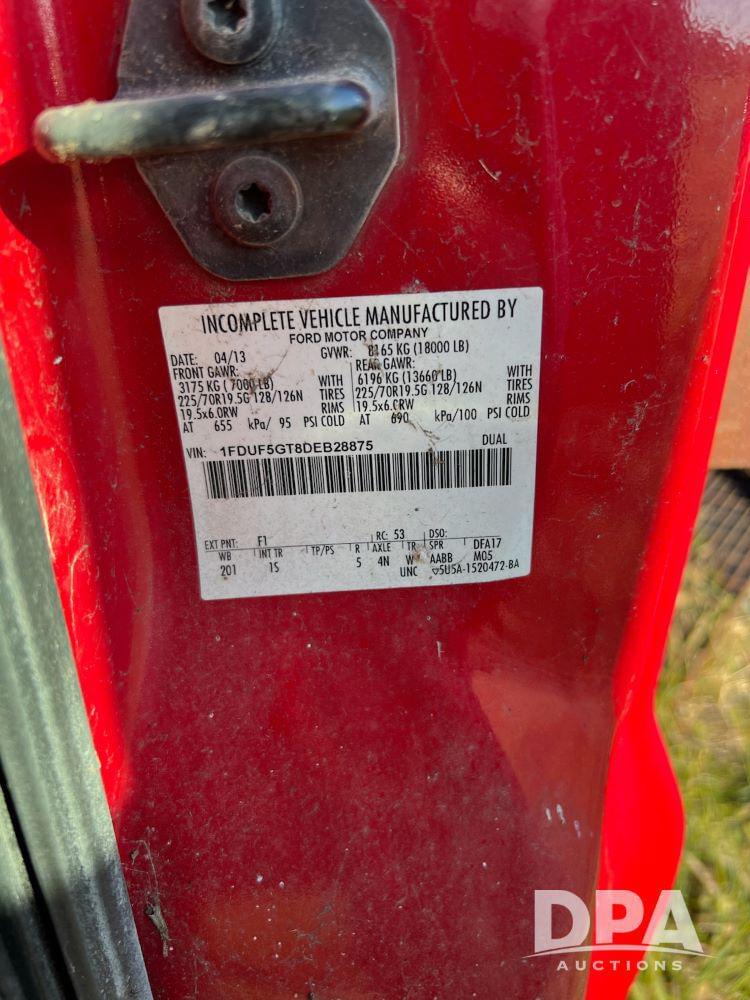 INCOMPLETE VEHICLE MANUFACTURED BY
FORD MOTOR COMPANY
DATE: 04/13 GVWR: 8165 KG (18000 LB)
FRONT GAWR: REAR GAWR:
3175 KG (7000 LB) WITH 6196 KG (13660 LB) WITH
225/70R19.5G 128/126N TIRES 225/70R19.5G 128/126N TIRES
19.5x6.0RW RIMS 19.5x6.0RW RIMS
AT 655 kPa/ 95 PSI COLD AT 690 kPa/100 PSI COLD
VIN: 1FDUF5GT8DEB28875 DUAL
EXT PNT: F1 RC: 53 DSO:
WB INT TR TP/PS R AXLE TR SPR DFA17
201 1S 5 4N W AABB M05
UNC 5U5A-1520472-BA
DPA
AUCTIONS